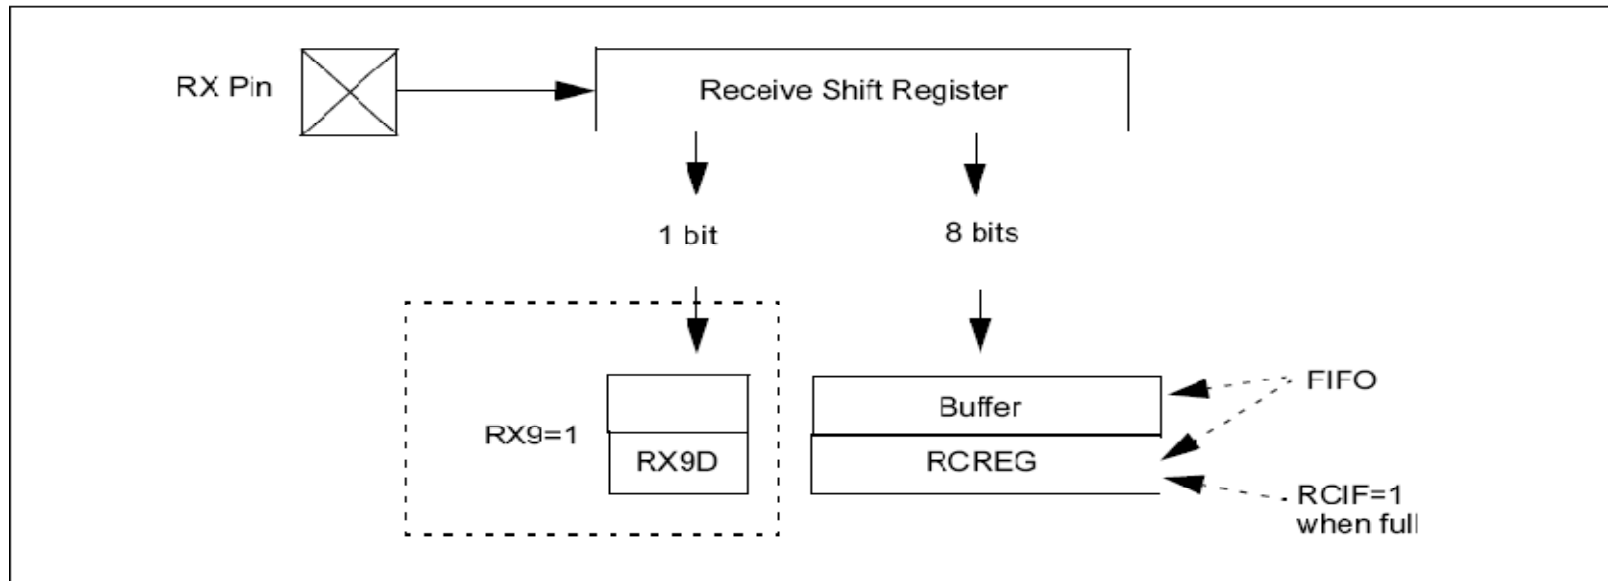 RX Pin
Receive Shift Register
1 bit
8 bits
FIFO
Buffer
RX9=1
RX9D
RCREG
RCIF=1
when full